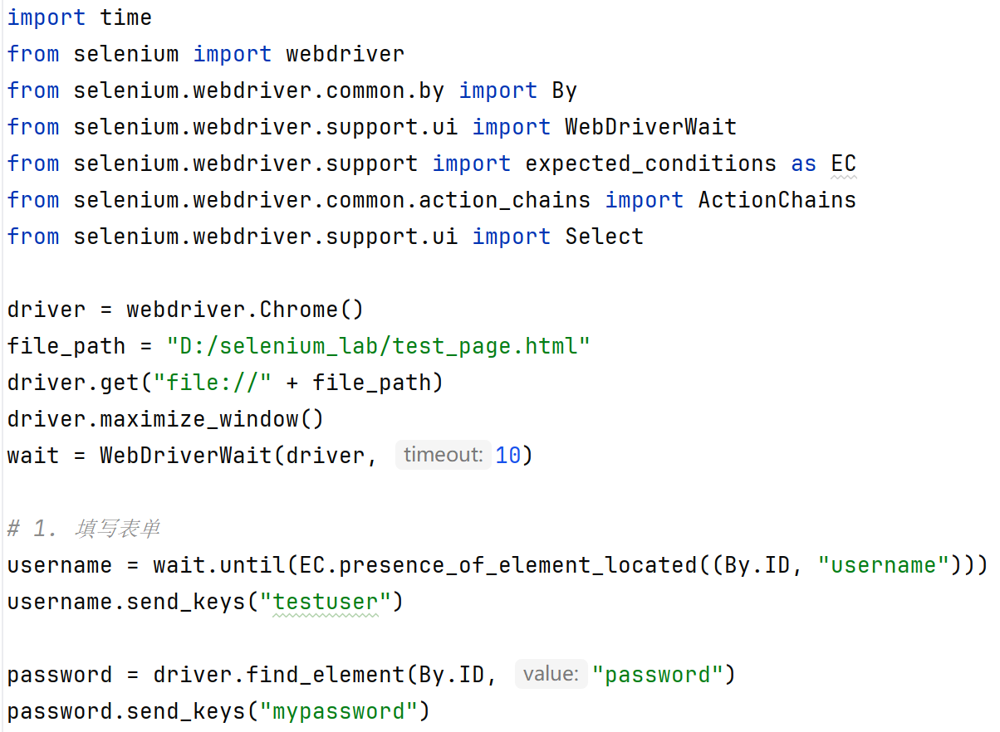 import time
from selenium import webdriver
from selenium.webdriver.common.by import By
from selenium.webdriver.support.ui import WebDriverWait
from selenium.webdriver.support import expected_conditions as EC
from selenium.webdriver.common.action_chains import ActionChains
from selenium.webdriver.support.ui import Select
driver = webdriver.Chrome()
file_path = "D:/selenium_lab/test_page.html"
driver.get("file://" + file_path)
driver.maximize_window()
wait = WebDriverWait(driver, timeout: 10)
# 1. 填写表单
username = wait.until(EC.presence_of_element_located((By.ID, "username")))
username.send_keys("testuser")
password = driver.find_element(By.ID, value: "password")
password.send_keys("mypassword")